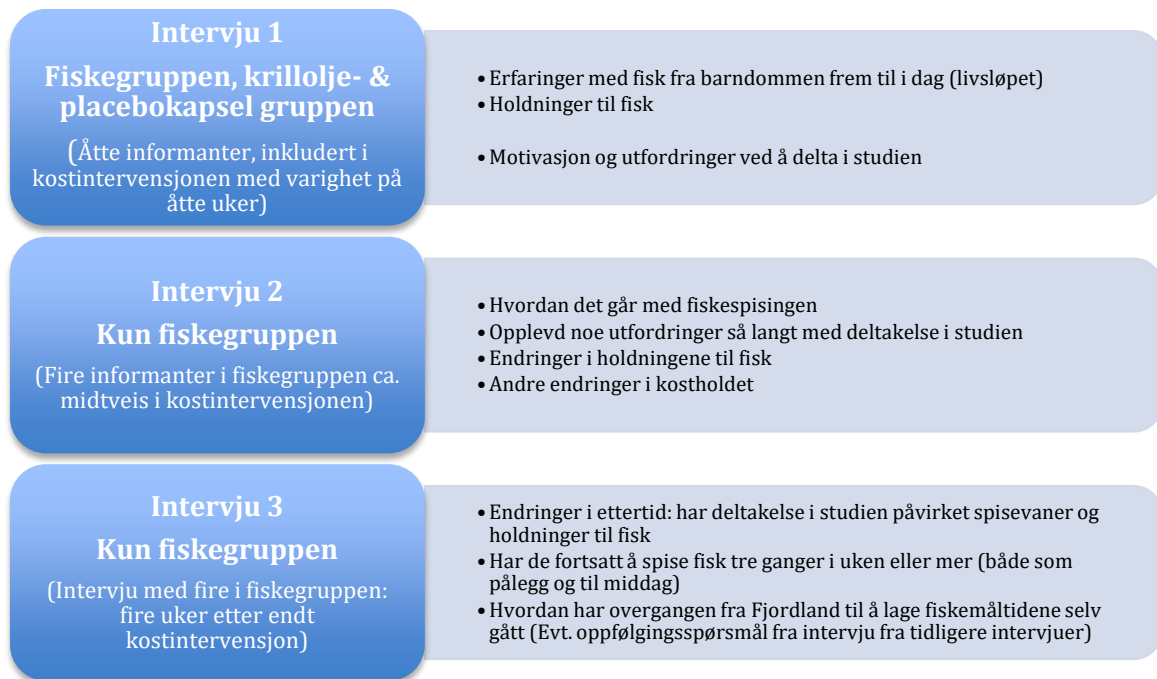 Intervju 1
Fiskegruppen, krillolje- &
placebokapsel gruppen
(Åtte informanter, inkludert i
kostintervensjonen med varighet på
åtte uker)
• Erfaringer med fisk fra barndommen frem til i dag (livsløpet)
• Holdninger til fisk
• Motivasjon og utfordringer ved å delta i studien
Intervju 2
Kun fiskegruppen
(Fire informanter i fiskegruppen ca.
midtveis i kostintervensjonen)
• Hvordan det går med fiskespisingen
• Opplevd noe utfordringer så langt med deltakelse i studien
• Endringer i holdningene til fisk
• Andre endringer i kostholdet
Intervju 3
Kun fiskegruppen
(Intervju med fire i fiskegruppen:
fire uker etter endt
kostintervensjon)
• Endringer i ettertid: har deltakelse i studien påvirket spisevaner og
holdninger til fisk
• Har de fortsatt å spise fisk tre ganger i uken eller mer (både som
pålegg og til middag)
• Hvordan har overgangen fra Fjordland til å lage fiskemåltidene selv
gått (Evt. oppfølgingsspørsmål fra intervju fra tidligere intervjuer)